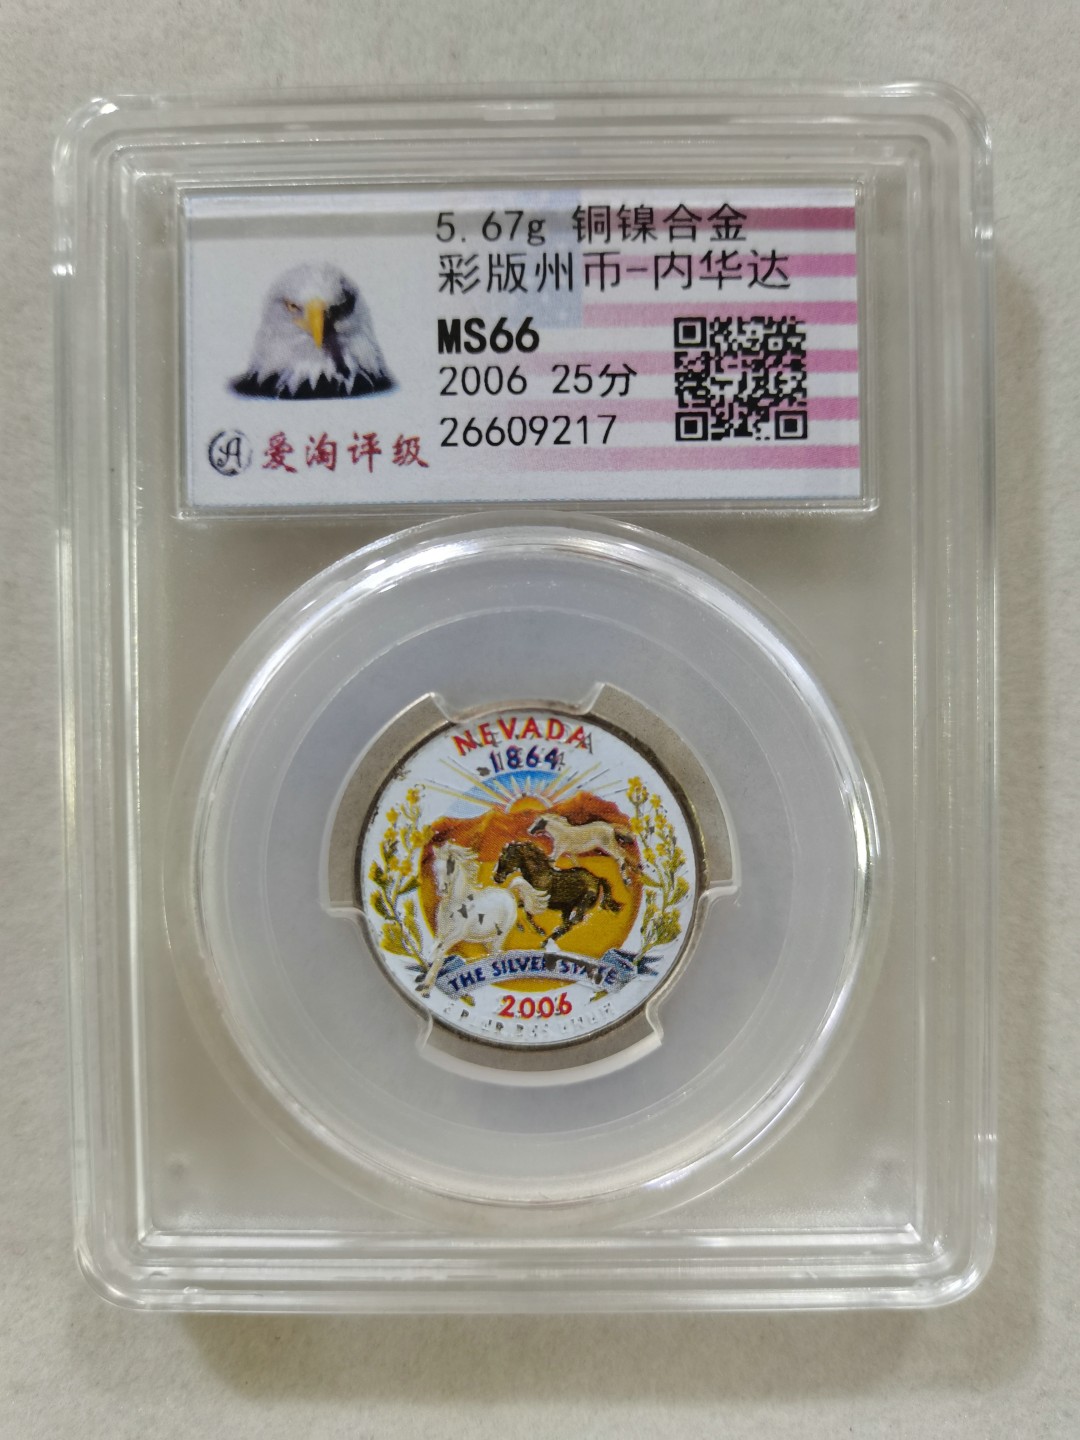 5.67g 铜镍合金
彩版州币-内华达
MS66
2006 25分
26609217
爱淘评级
NEVADA
1864
THE SILVER STATE
2006